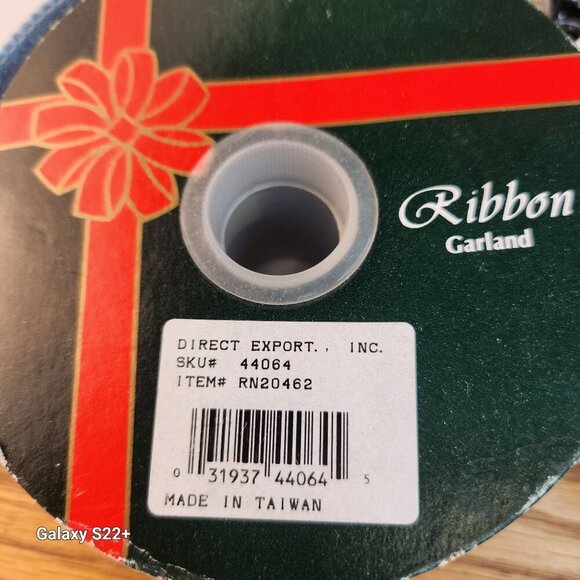 Ribbon
Garland
DIRECT EXPORT., INC.
SKU# 44064
ITEM# RN20462
0 31937 44064 5
MADE IN TAIWAN
Galaxy S22+